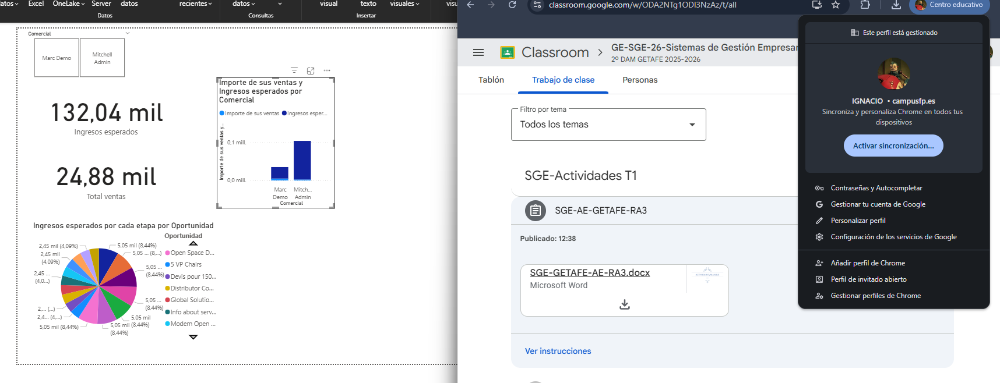 Excel
OneLake
Server
datos
Datos
recientes
datos
Consultas
visual
texto
visuales
Insertar
Comercial
Marc Demo
Mitchell
Admin
132,04 mil
Ingresos esperados
24,88 mil
Total ventas
Importe de sus ventas y
Ingresos esperados por
Comercial
Importe de sus ventas
Ingresos esper...
Importe de sus ventas y...
0,1 mill.
0,0 mill.
Marc
Demo
Mitch...
Admin
Comercial
Ingresos esperados por cada etapa por Oportunidad
2,45 mil (4,09%)
2,45 mil
(4,09%)
2,45 ...
(4,0...)
2,... (...)
2,4... (4,...)
5,05 mil (8,44%)
5,05 mil (8,44%)
5,05 ... (8,...)
5,05 ...
(8,44%)
5,05 ...
(8,44%)
5,05 mil
(8,44%)
5,05 mil
(8,44%)
Oportunidad
Open Space D...
5 VP Chairs
Devis pour 150...
Distributor Co...
Global Solutio...
Info about serv...
Modern Open ...
classroom.google.com/w/ODA2NTg1ODI3NzAz/t/all
Centro educativo
Classroom
GE-SGE-26-Sistemas de Gestión Empresar
2º DAM GETAFE 2025-2026
Tablón
Trabajo de clase
Personas
Filtro por tema
Todos los temas
SGE-Actividades T1
SGE-AE-GETAFE-RA3
Publicado: 12:38
SGE-GETAFE-AE-RA3.docx
Microsoft Word
Ver instrucciones
Este perfil está gestionado
IGNACIO • campusfp.es
Sincroniza y personaliza Chrome en todos tus
dispositivos
Activar sincronización...
Contraseñas y Autocompletar
Gestionar tu cuenta de Google
Personalizar perfil
Configuración de los servicios de Google
Añadir perfil de Chrome
Perfil de invitado abierto
Gestionar perfiles de Chrome